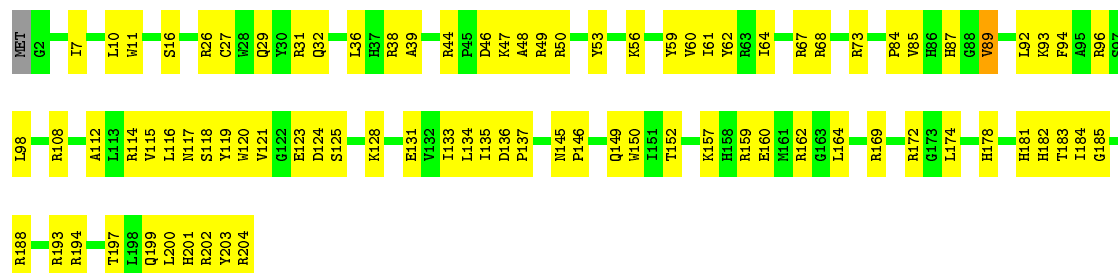 MET G2 I7 L10 W11 S16 R26 C27 W28 Q29 Y30 R31 Q32 L36 H37 R38 A39 R44 P45 D46 K47 A48 R49 R50 Y53 K56 Y59 V60 I61 Y62 R63 I64 R67 R68 R73 P84 V85 H86 H87 G88 V89 L92 K93 F94 A95 R96 S97
L98 R108 A112 L113 R114 V115 L116 N117 S118 Y119 W120 V121 G122 E123 D124 S125 K128 E131 V132 I133 L134 I135 D136 P137 N145 P146 Q149 W150 I151 T152 K157 H158 R159 E160 M161 R162 G163 L164 R169 R172 G173 L174 H178 H181 H182 T183 I184 G185
R188 R193 R194 T197 L198 Q199 L200 H201 R202 Y203 R204